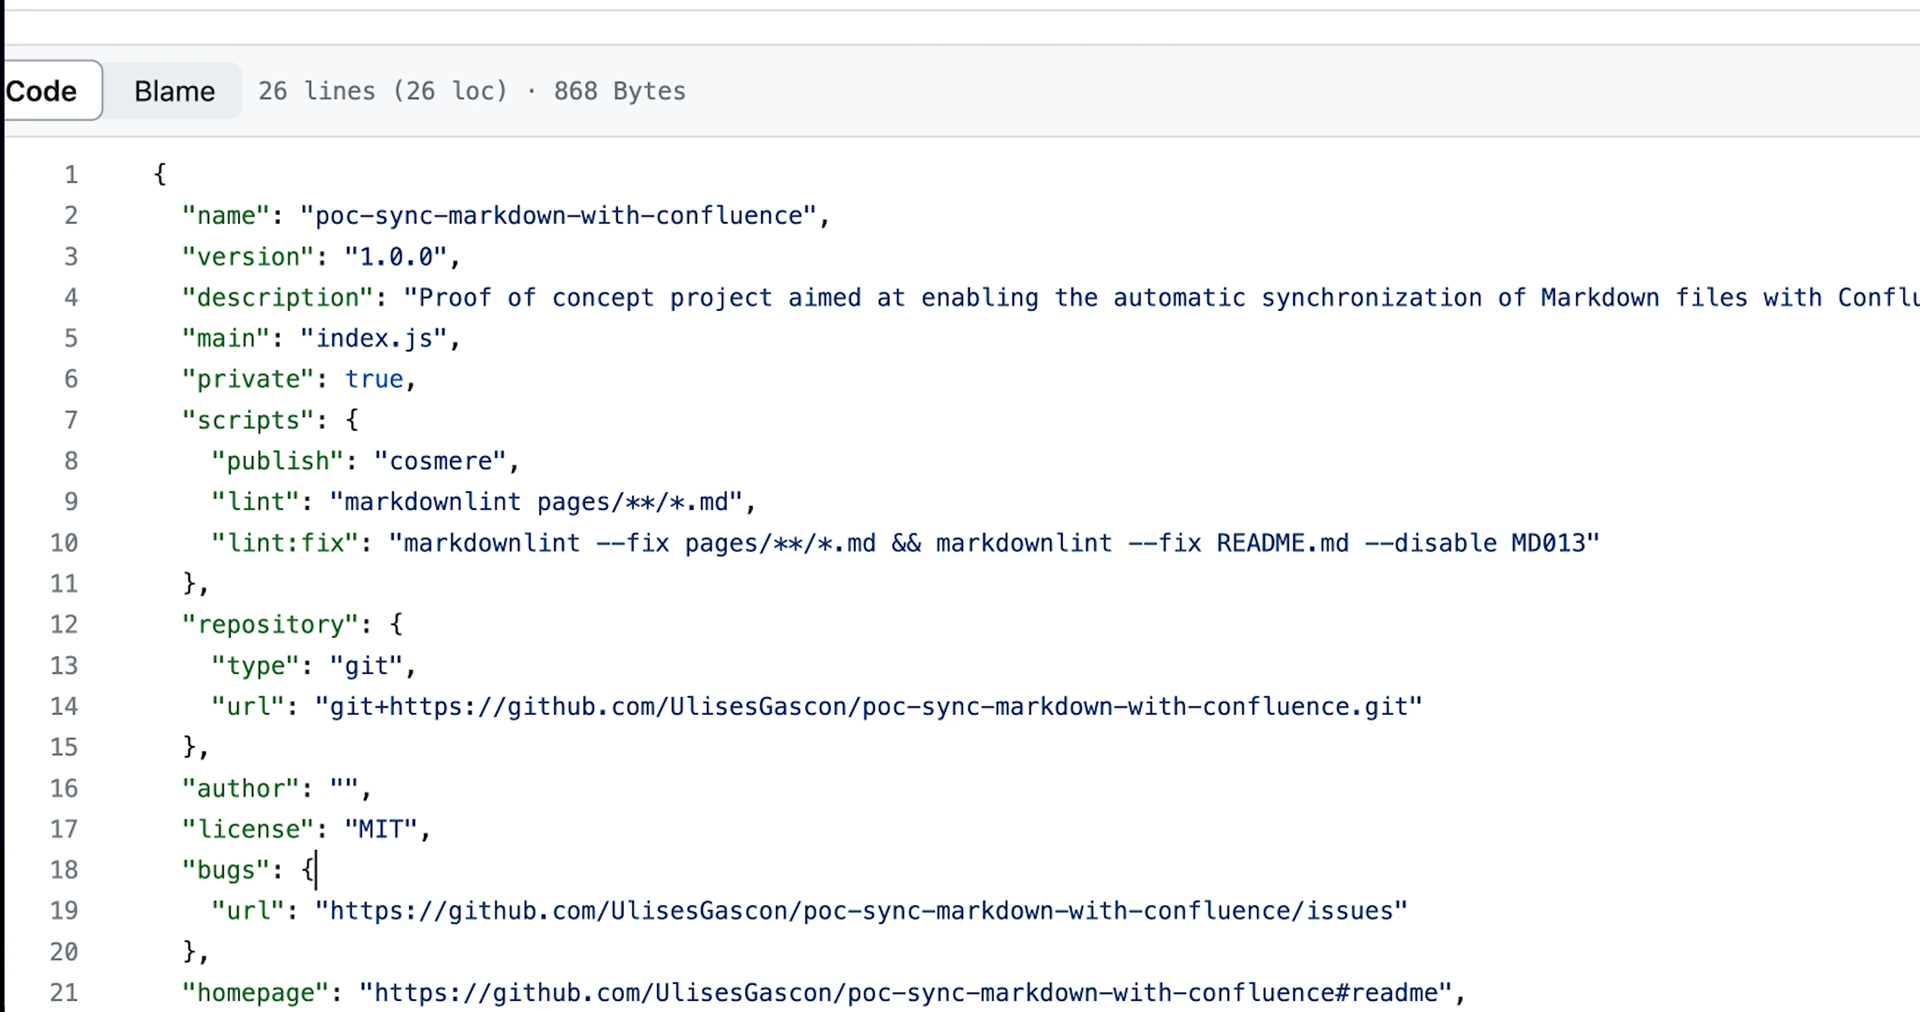 Code Blame 26 lines (26 loc) · 868 Bytes
1 {
2 "name": "poc-sync-markdown-with-confluence",
3 "version": "1.0.0",
4 "description": "Proof of concept project aimed at enabling the automatic synchronization of Markdown files with Conflu
5 "main": "index.js",
6 "private": true,
7 "scripts": {
8 "publish": "cosmere",
9 "lint": "markdownlint pages/**/*.md",
10 "lint:fix": "markdownlint --fix pages/**/*.md && markdownlint --fix README.md --disable MD013"
11 },
12 "repository": {
13 "type": "git",
14 "url": "git+https://github.com/UlisesGascon/poc-sync-markdown-with-confluence.git"
15 },
16 "author": "",
17 "license": "MIT",
18 "bugs": {
19 "url": "https://github.com/UlisesGascon/poc-sync-markdown-with-confluence/issues"
20 },
21 "homepage": "https://github.com/UlisesGascon/poc-sync-markdown-with-confluence#readme",